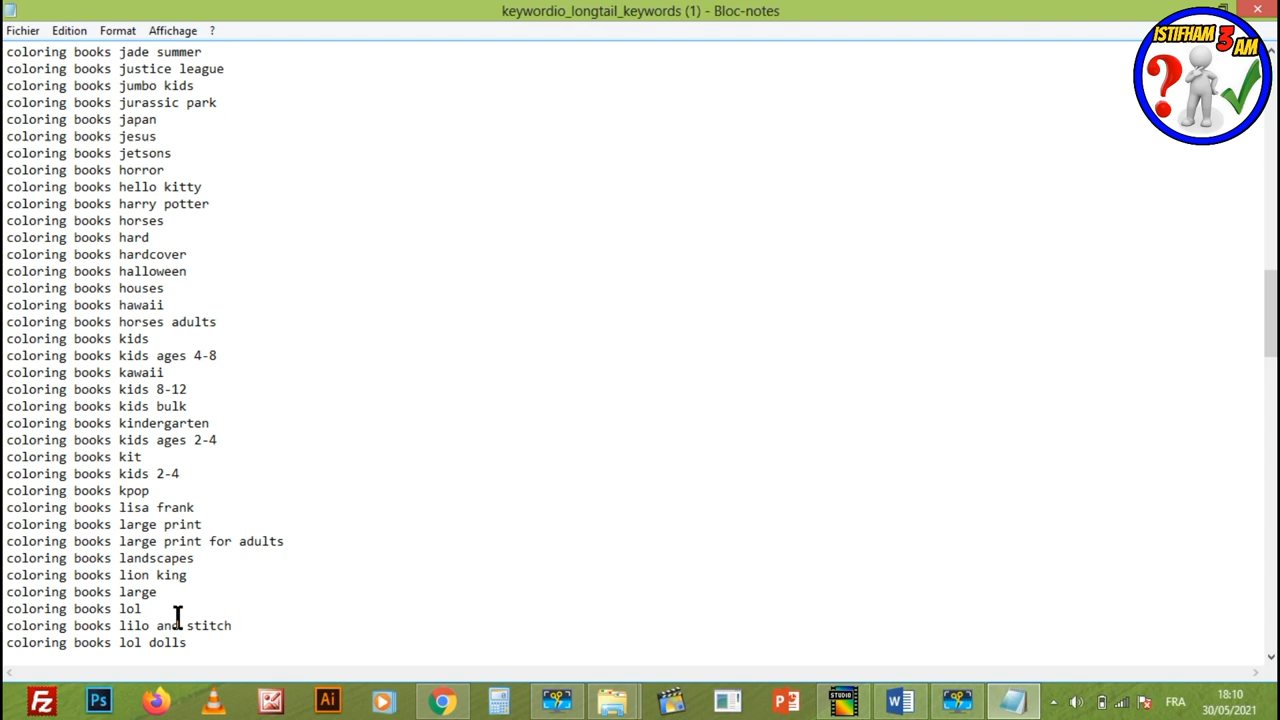 keywordio_longtail_keywords (1) - Bloc-notes
Fichier Edition Format Affichage ?
ISTIFHAM 3 AM
coloring books jade summer
coloring books justice league
coloring books jumbo kids
coloring books jurassic park
coloring books japan
coloring books jesus
coloring books jetsons
coloring books horror
coloring books hello kitty
coloring books harry potter
coloring books horses
coloring books hard
coloring books hardcover
coloring books halloween
coloring books houses
coloring books hawaii
coloring books horses adults
coloring books kids
coloring books kids ages 4-8
coloring books kawaii
coloring books kids 8-12
coloring books kids bulk
coloring books kindergarten
coloring books kids ages 2-4
coloring books kit
coloring books kids 2-4
coloring books kpop
coloring books lisa frank
coloring books large print
coloring books large print for adults
coloring books landscapes
coloring books lion king
coloring books large
coloring books lol
coloring books lilo and stitch
coloring books lol dolls
Fz Ps Ai STUDIO FRA 18:10
30/05/2021